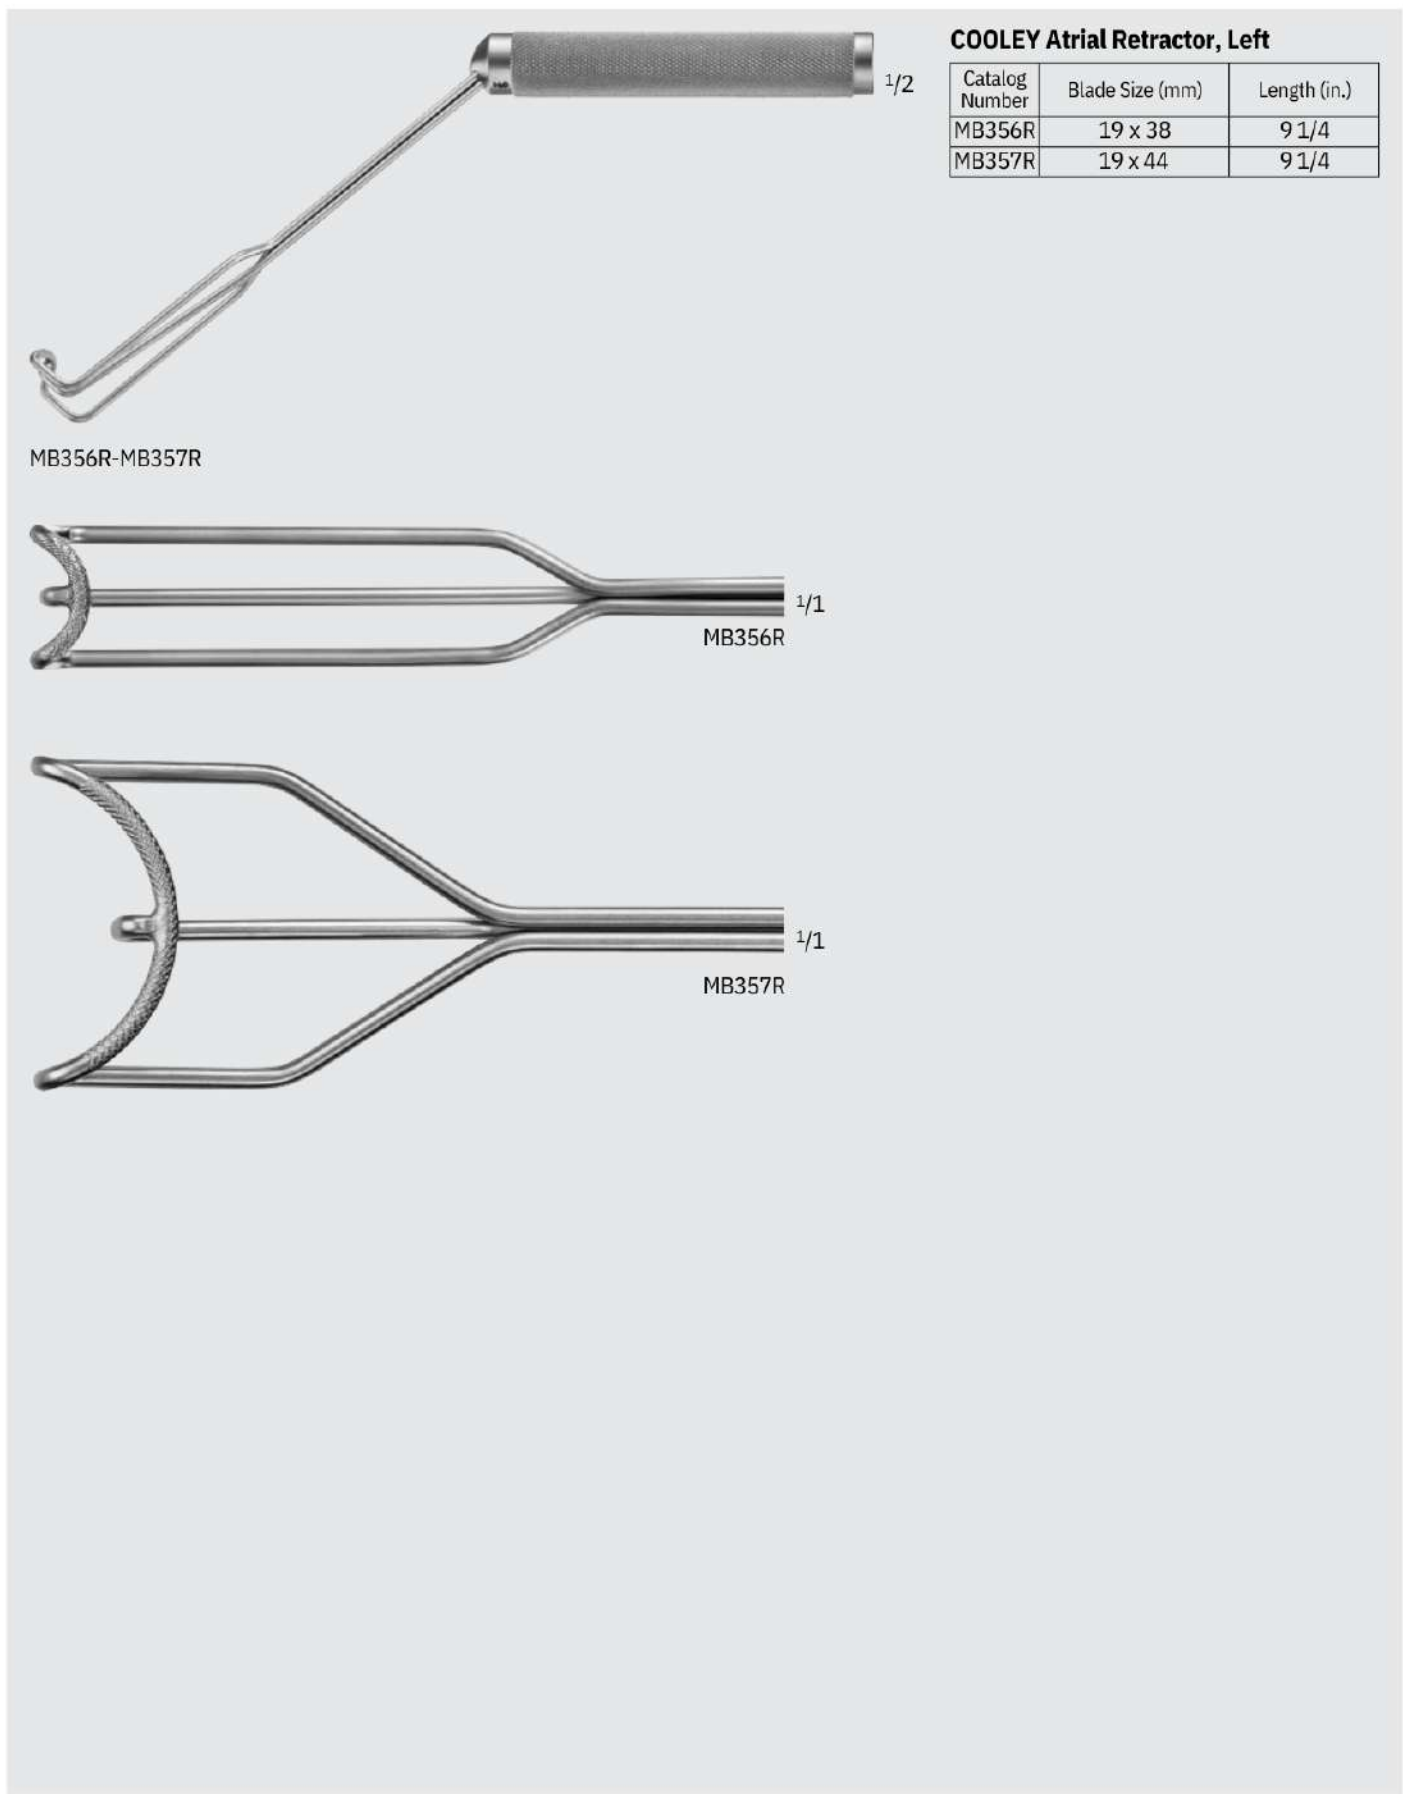 COOLEY Atrial Retractor, Left
Catalog Number Blade Size (mm) Length (in.)
MB356R 19 x 38 9 1/4
MB357R 19 x 44 9 1/4
1/2
MB356R-MB357R
1/1
MB356R
1/1
MB357R